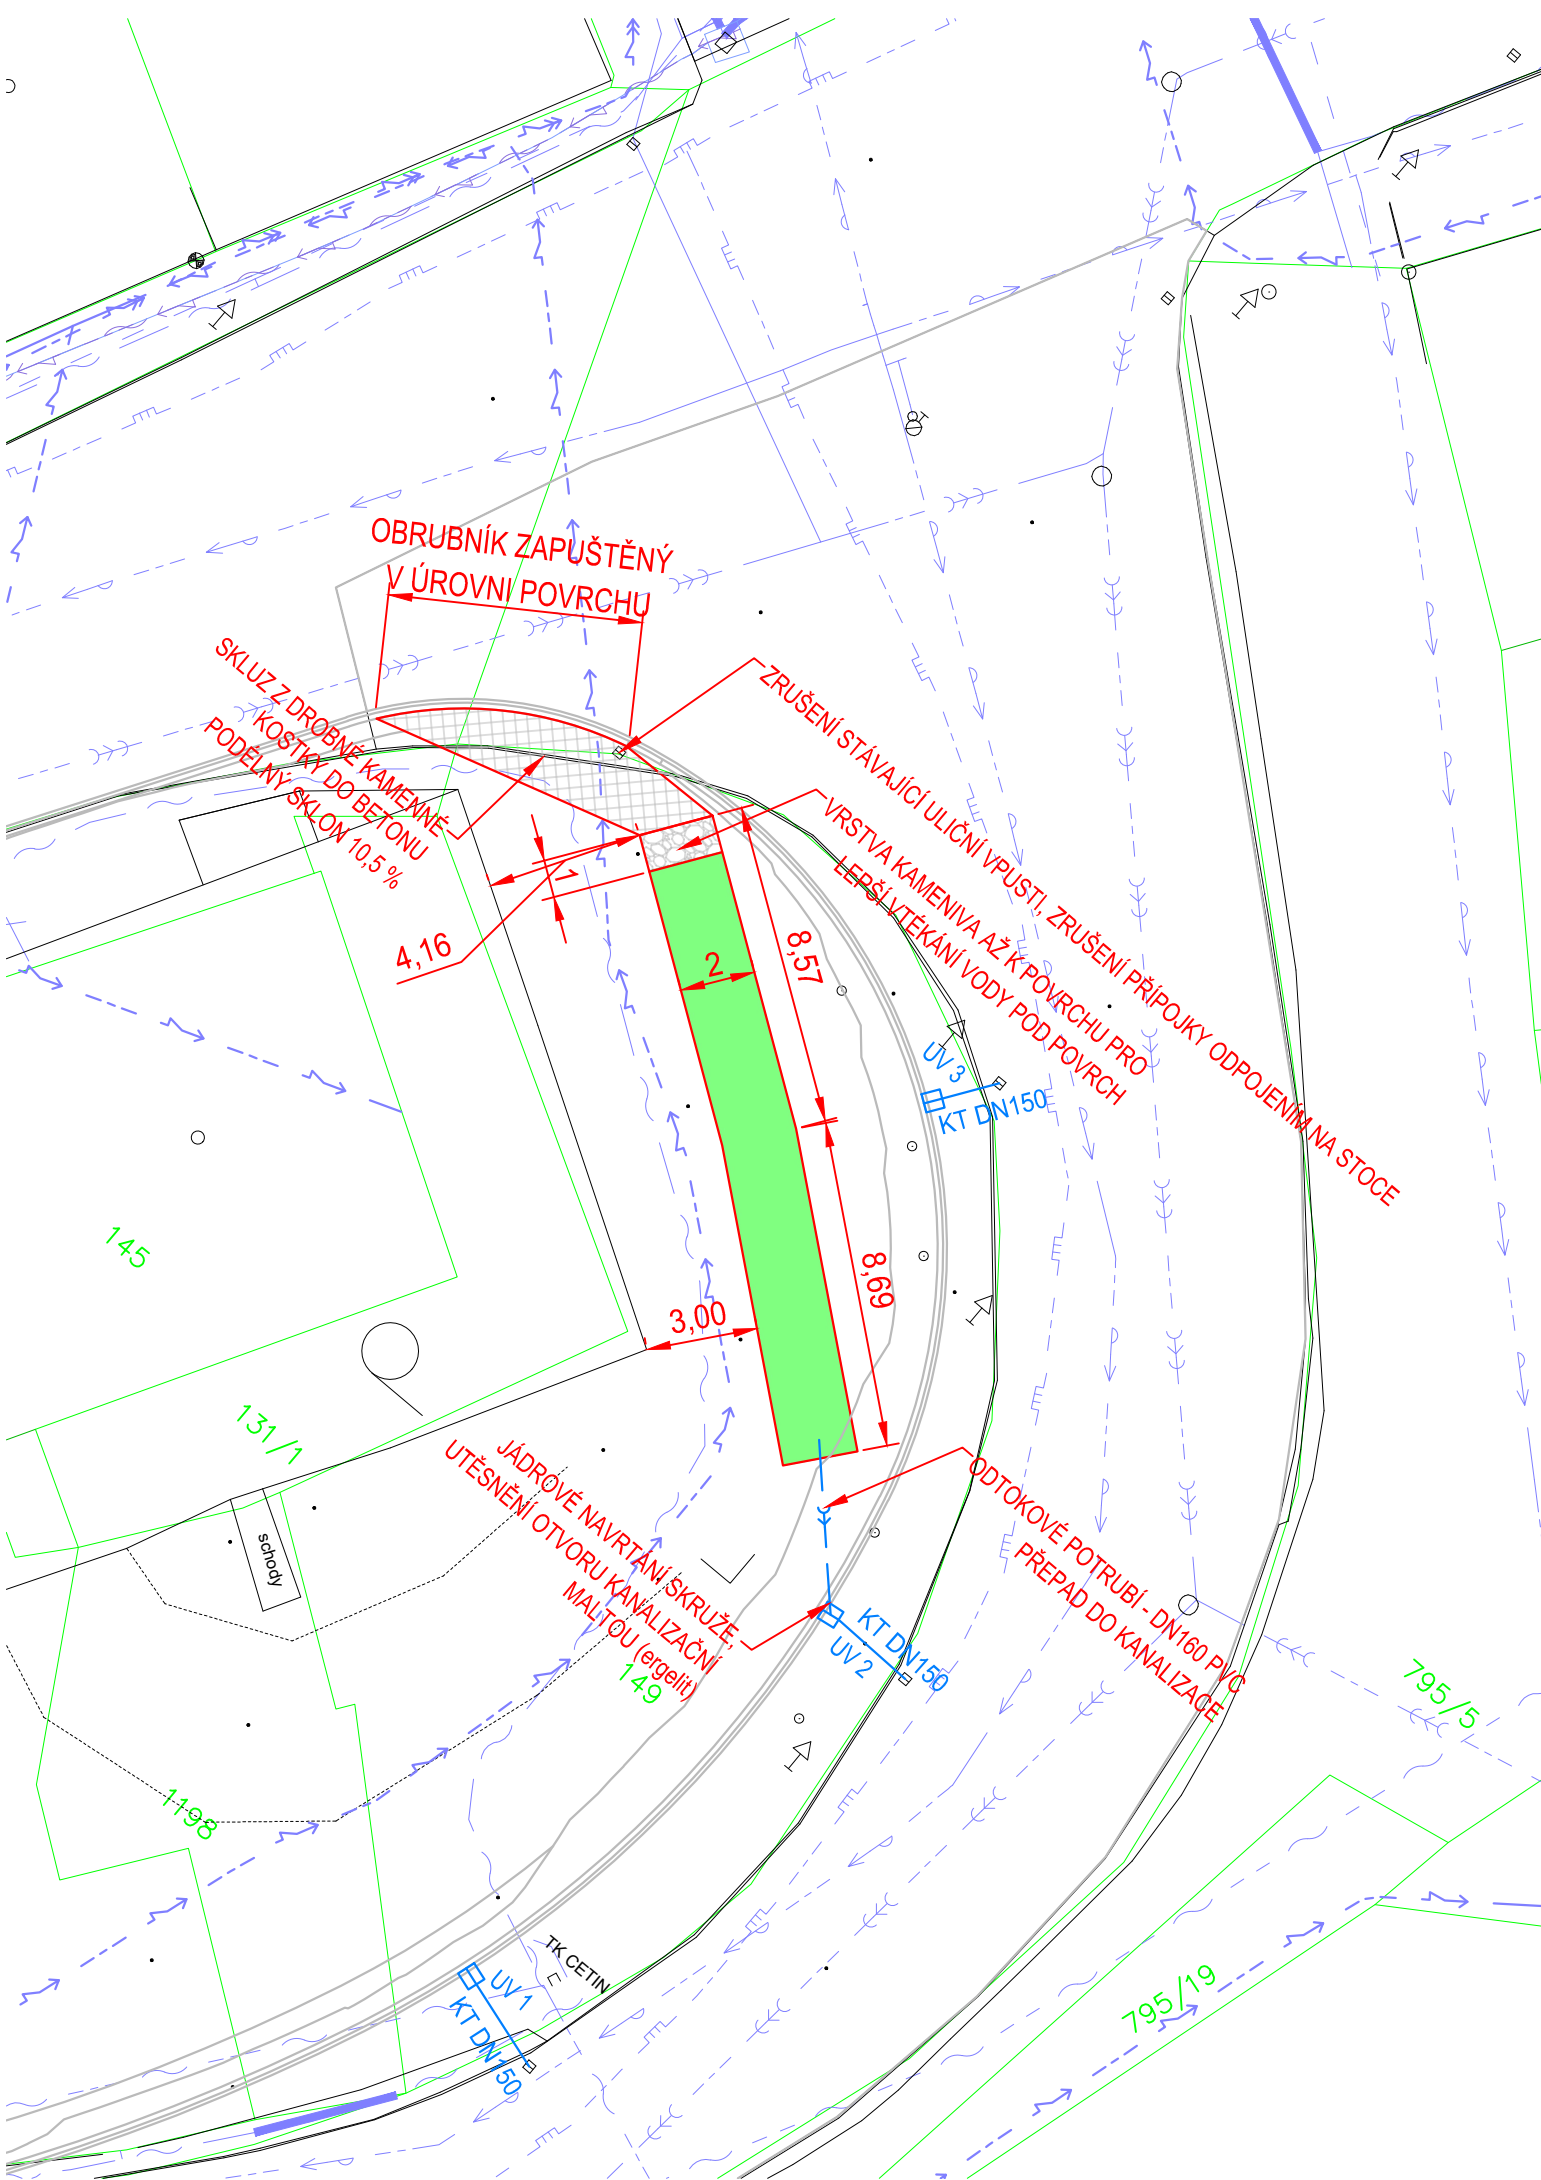 OBRUBNÍK ZAPUŠTĚNÝ
V ÚROVNI POVRCHU
SKLUZ Z DROBNÉ KAMENNÉ
KOSTKY DO BETONU
PODÉLNÝ SKLON 10,5 %
ZRUŠENÍ STÁVAJÍCÍ ULIČNÍ VPUSTI, ZRUŠENÍ PŘÍPOJKY ODPOJENÍM NA STOCE
VRSTVA KAMENIVA AŽ K POVRCHU PRO
LEPŠÍ VTÉKÁNÍ VODY POD POVRCH
1
4,16
2
8,57
UV 3
KT DN150
145
8,69
3,00
131/1
JÁDROVÉ NAVRTÁNÍ SKRUŽE,
UTĚSNĚNÍ OTVORU KANALIZAČNÍ
MALTOU (ergelit)
ODTOKOVÉ POTRUBÍ - DN160 PVC
PŘEPAD DO KANALIZACE
schody
KT DN150
UV 2
149
795/5
1198
TK CETIN
UV 1
KT DN150
795/19